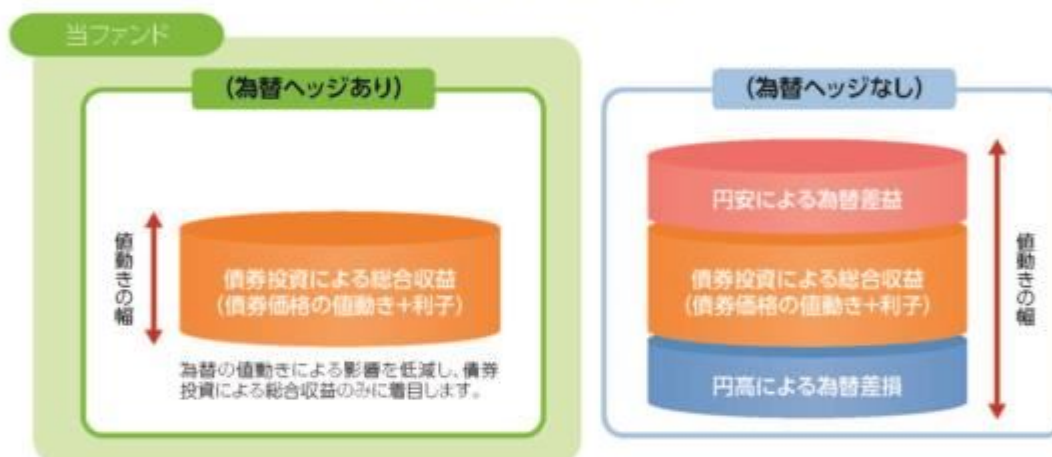 当ファンド
(為替ヘッジあり)
値動きの幅
債券投資による総合収益
(債券価格の値動き+利子)
為替の値動きによる影響を低減し、債券
投資による総合収益のみに着目します。
(為替ヘッジなし)
円安による為替差益
債券投資による総合収益
(債券価格の値動き+利子)
円高による為替差損
値動きの幅